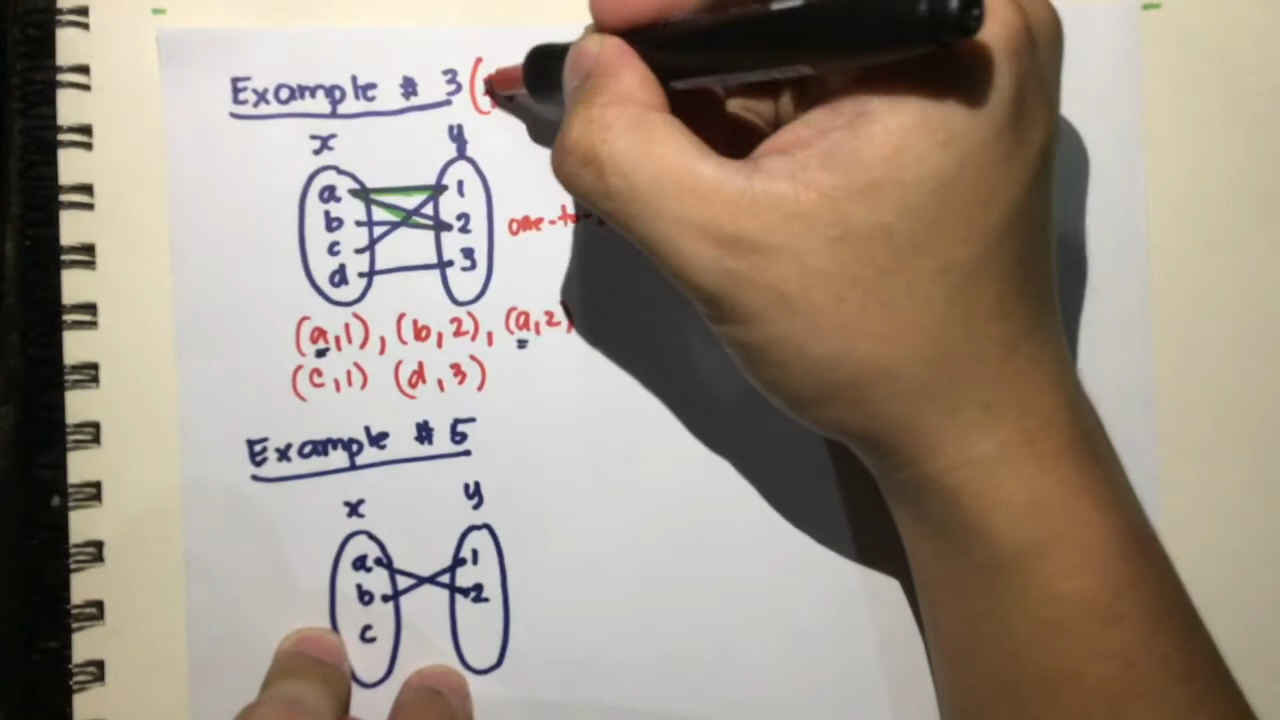 Example # 3 (
x y
a 1
b 2
c 3
d
one-to-
(a,1), (b,2), (a,2)
(c,1) (d,3)
Example # 5
x y
a 1
b 2
c